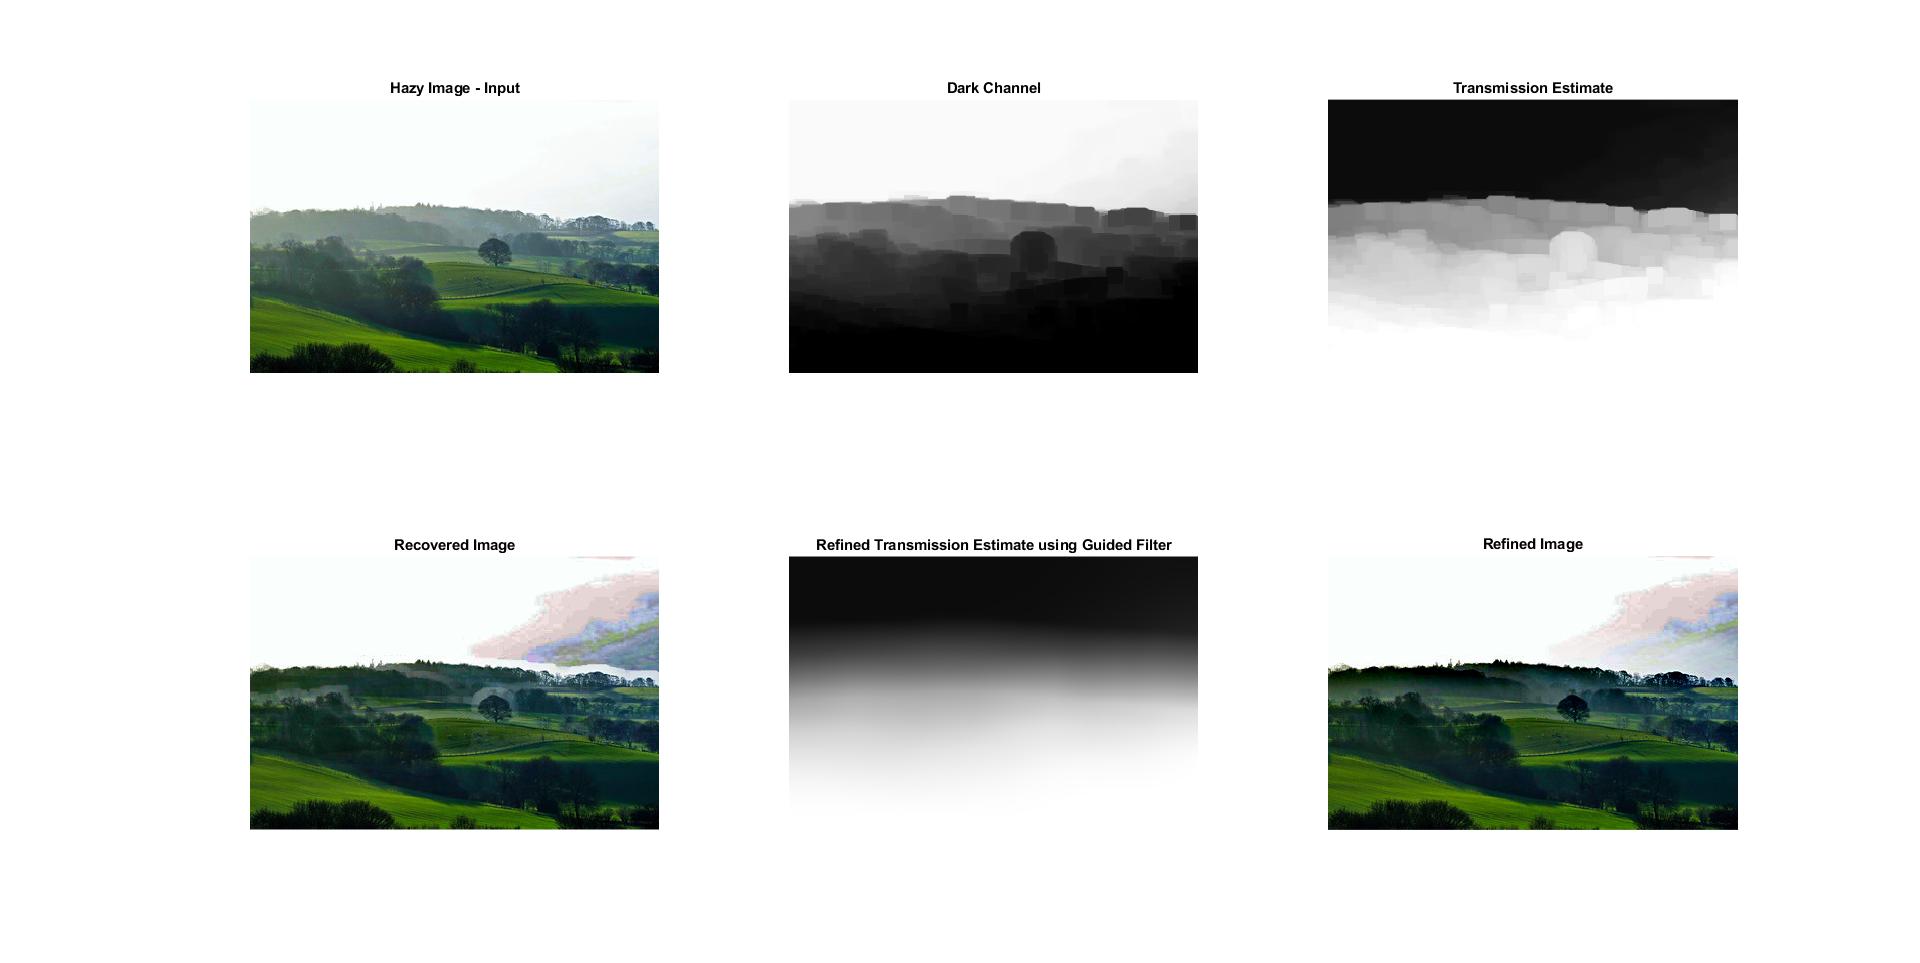 Hazy Image - Input
Dark Channel
Transmission Estimate
Recovered Image
Refined Transmission Estimate using Guided Filter
Refined Image